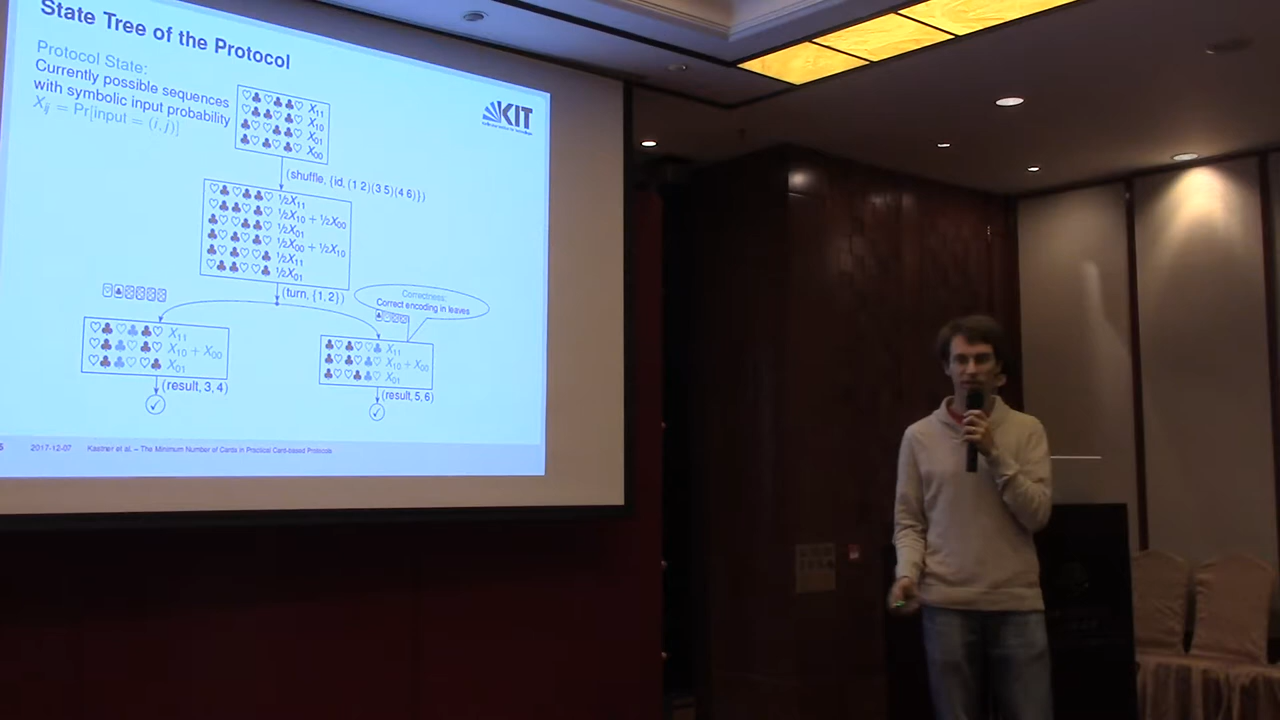 State Tree of the Protocol
Protocol State:
Currently possible sequences
with symbolic input probability
X_ij = Pr[input = (i, j)]
KIT
♡♣♡♣♣♡ X₁₁
♡♣♣♡♣♡ X₁₀
♣♡♡♣♣♡ X₀₁
♣♡♣♡♣♡ X₀₀
(shuffle, {id, (1 2)(3 5)(4 6)})
½X₁₁
½X₁₀ + ½X₀₀
½X₀₁
½X₀₀ + ½X₁₀
½X₁₁
½X₀₁
(turn, {1, 2})
Correctness:
Correct encoding in leaves
X₁₁
X₁₀ + X₀₀
X₀₁
(result, 3, 4)
✓
X₁₁
X₁₀ + X₀₀
X₀₁
(result, 5, 6)
✓
5 2017-12-07 Kastner et al. – The Minimum Number of Cards in Practical Card-based Protocols